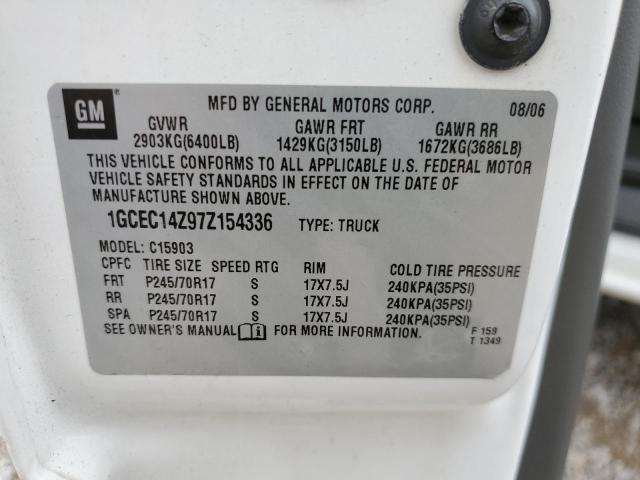 GM
MFD BY GENERAL MOTORS CORP. 08/06
GVWR GAWR FRT GAWR RR
2903KG(6400LB) 1429KG(3150LB) 1672KG(3686LB)
THIS VEHICLE CONFORMS TO ALL APPLICABLE U.S. FEDERAL MOTOR
VEHICLE SAFETY STANDARDS IN EFFECT ON THE DATE OF
MANUFACTURE SHOWN ABOVE.
1GCEC14Z97Z154336 TYPE: TRUCK
MODEL: C15903
CPFC TIRE SIZE SPEED RTG RIM COLD TIRE PRESSURE
FRT P245/70R17 S 17X7.5J 240KPA(35PSI)
RR P245/70R17 S 17X7.5J 240KPA(35PSI)
SPA P245/70R17 S 17X7.5J 240KPA(35PSI)
SEE OWNER'S MANUAL FOR MORE INFORMATION. F 159
T 1349